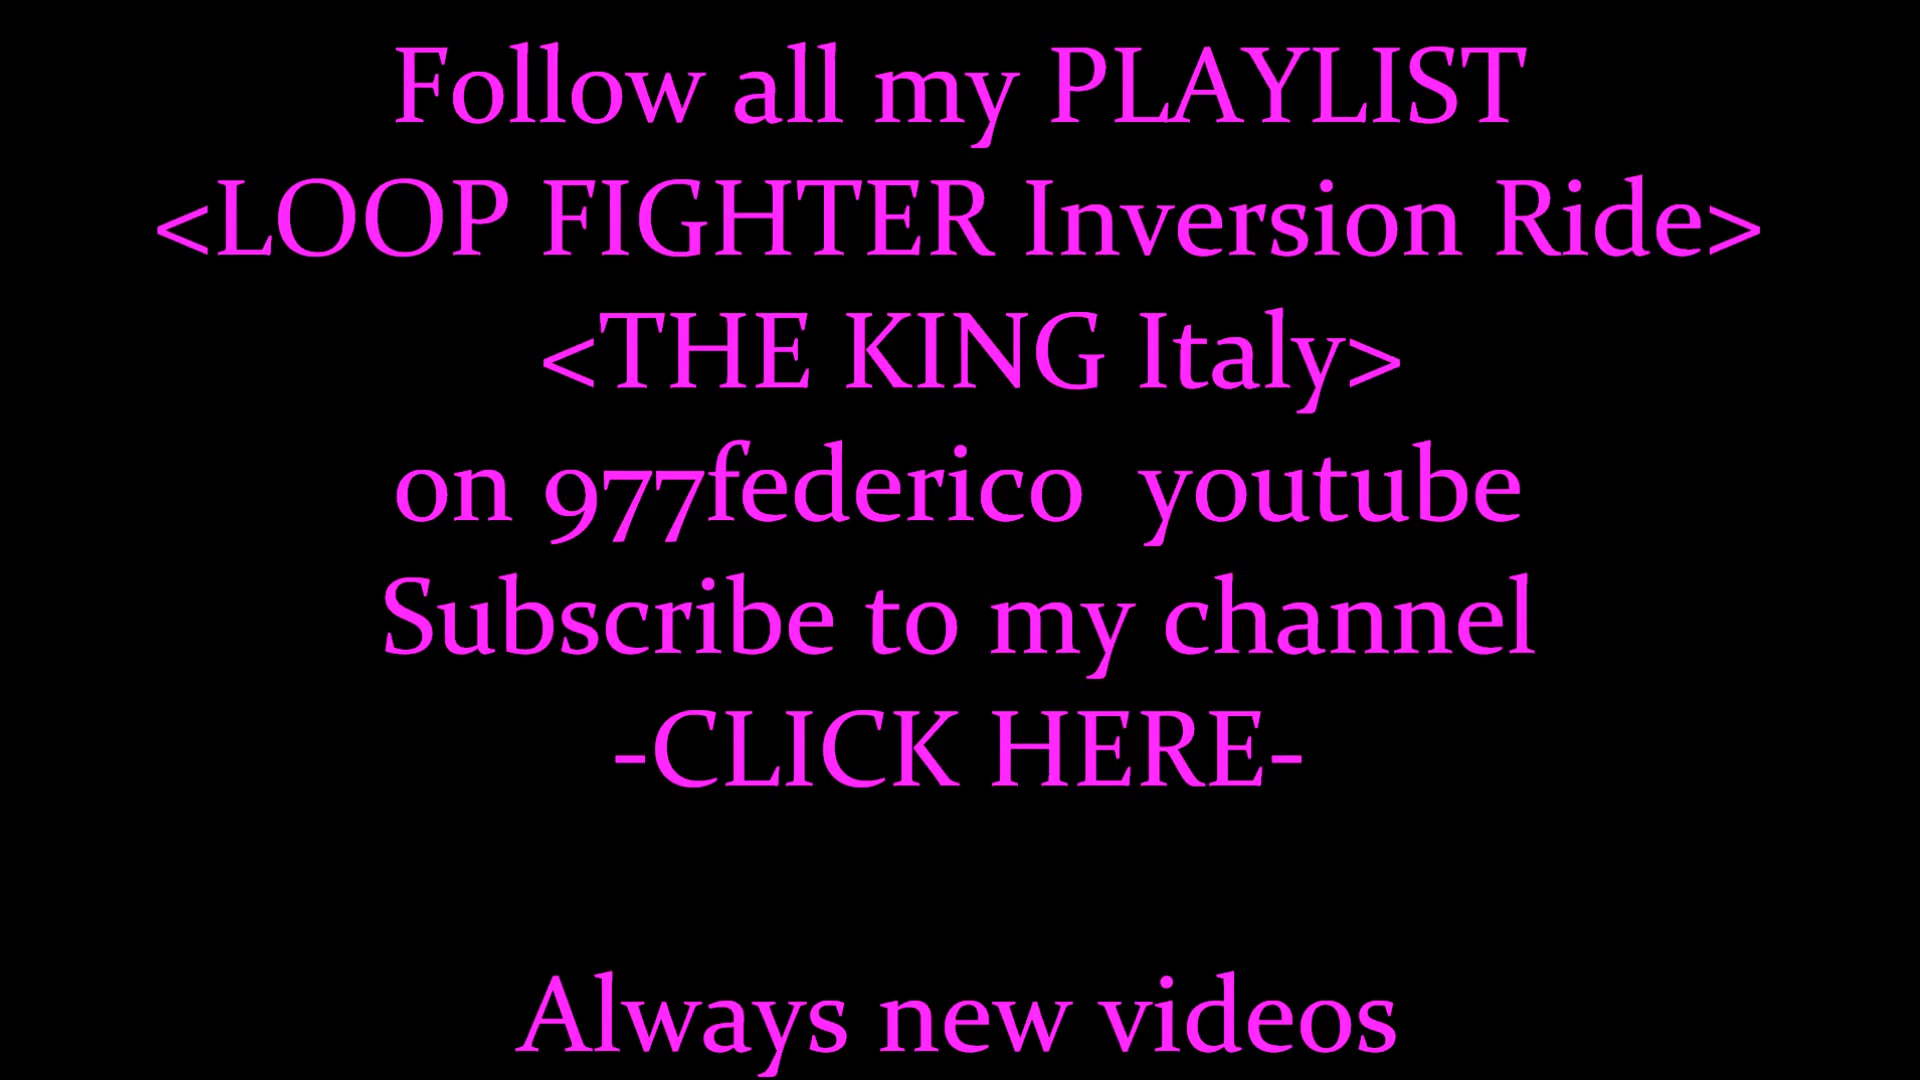 Follow all my PLAYLIST
<LOOP FIGHTER Inversion Ride>
<THE KING Italy>
on 977federico  youtube
Subscribe to my channel
-CLICK HERE-
Always new videos